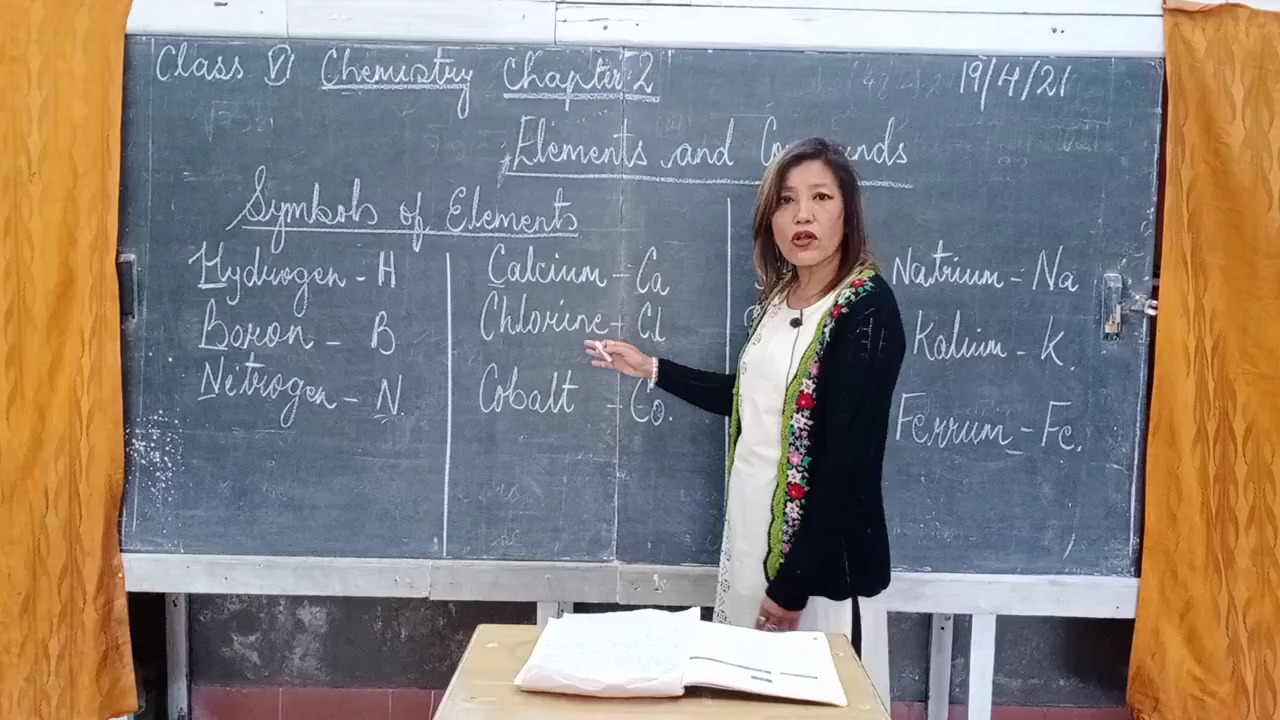 Class VI Chemistry Chapter 2 19/4/21
Elements and
Symbols of Elements
Hydrogen - H
Boron - B
Nitrogen - N.
Calcium - Ca
Chlorine - Cl
Cobalt - Co.
Natrium - Na
Kalium - K.
Ferrum - Fe.